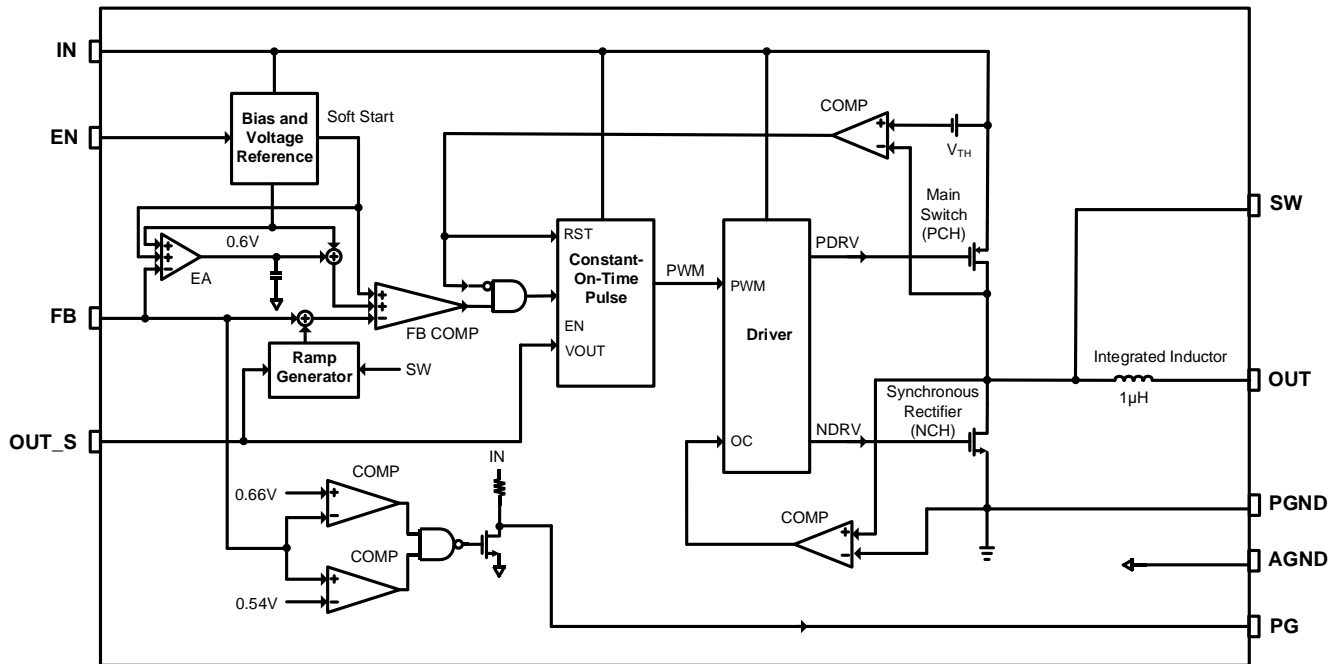 IN
EN
FB
OUT_S
Bias and
Voltage
Reference
Soft Start
0.6V
EA
+
+
−
+
+
+
+
−
FB COMP
Ramp
Generator
SW
COMP
+
−
V_TH
RST
Constant-
On-Time
Pulse
EN
VOUT
PWM
PWM
Driver
OC
PDRV
NDRV
Main
Switch
(PCH)
Synchronous
Rectifier
(NCH)
Integrated Inductor
1µH
COMP
+
−
COMP
0.66V
+
−
COMP
+
−
0.54V
IN
SW
OUT
PGND
AGND
PG